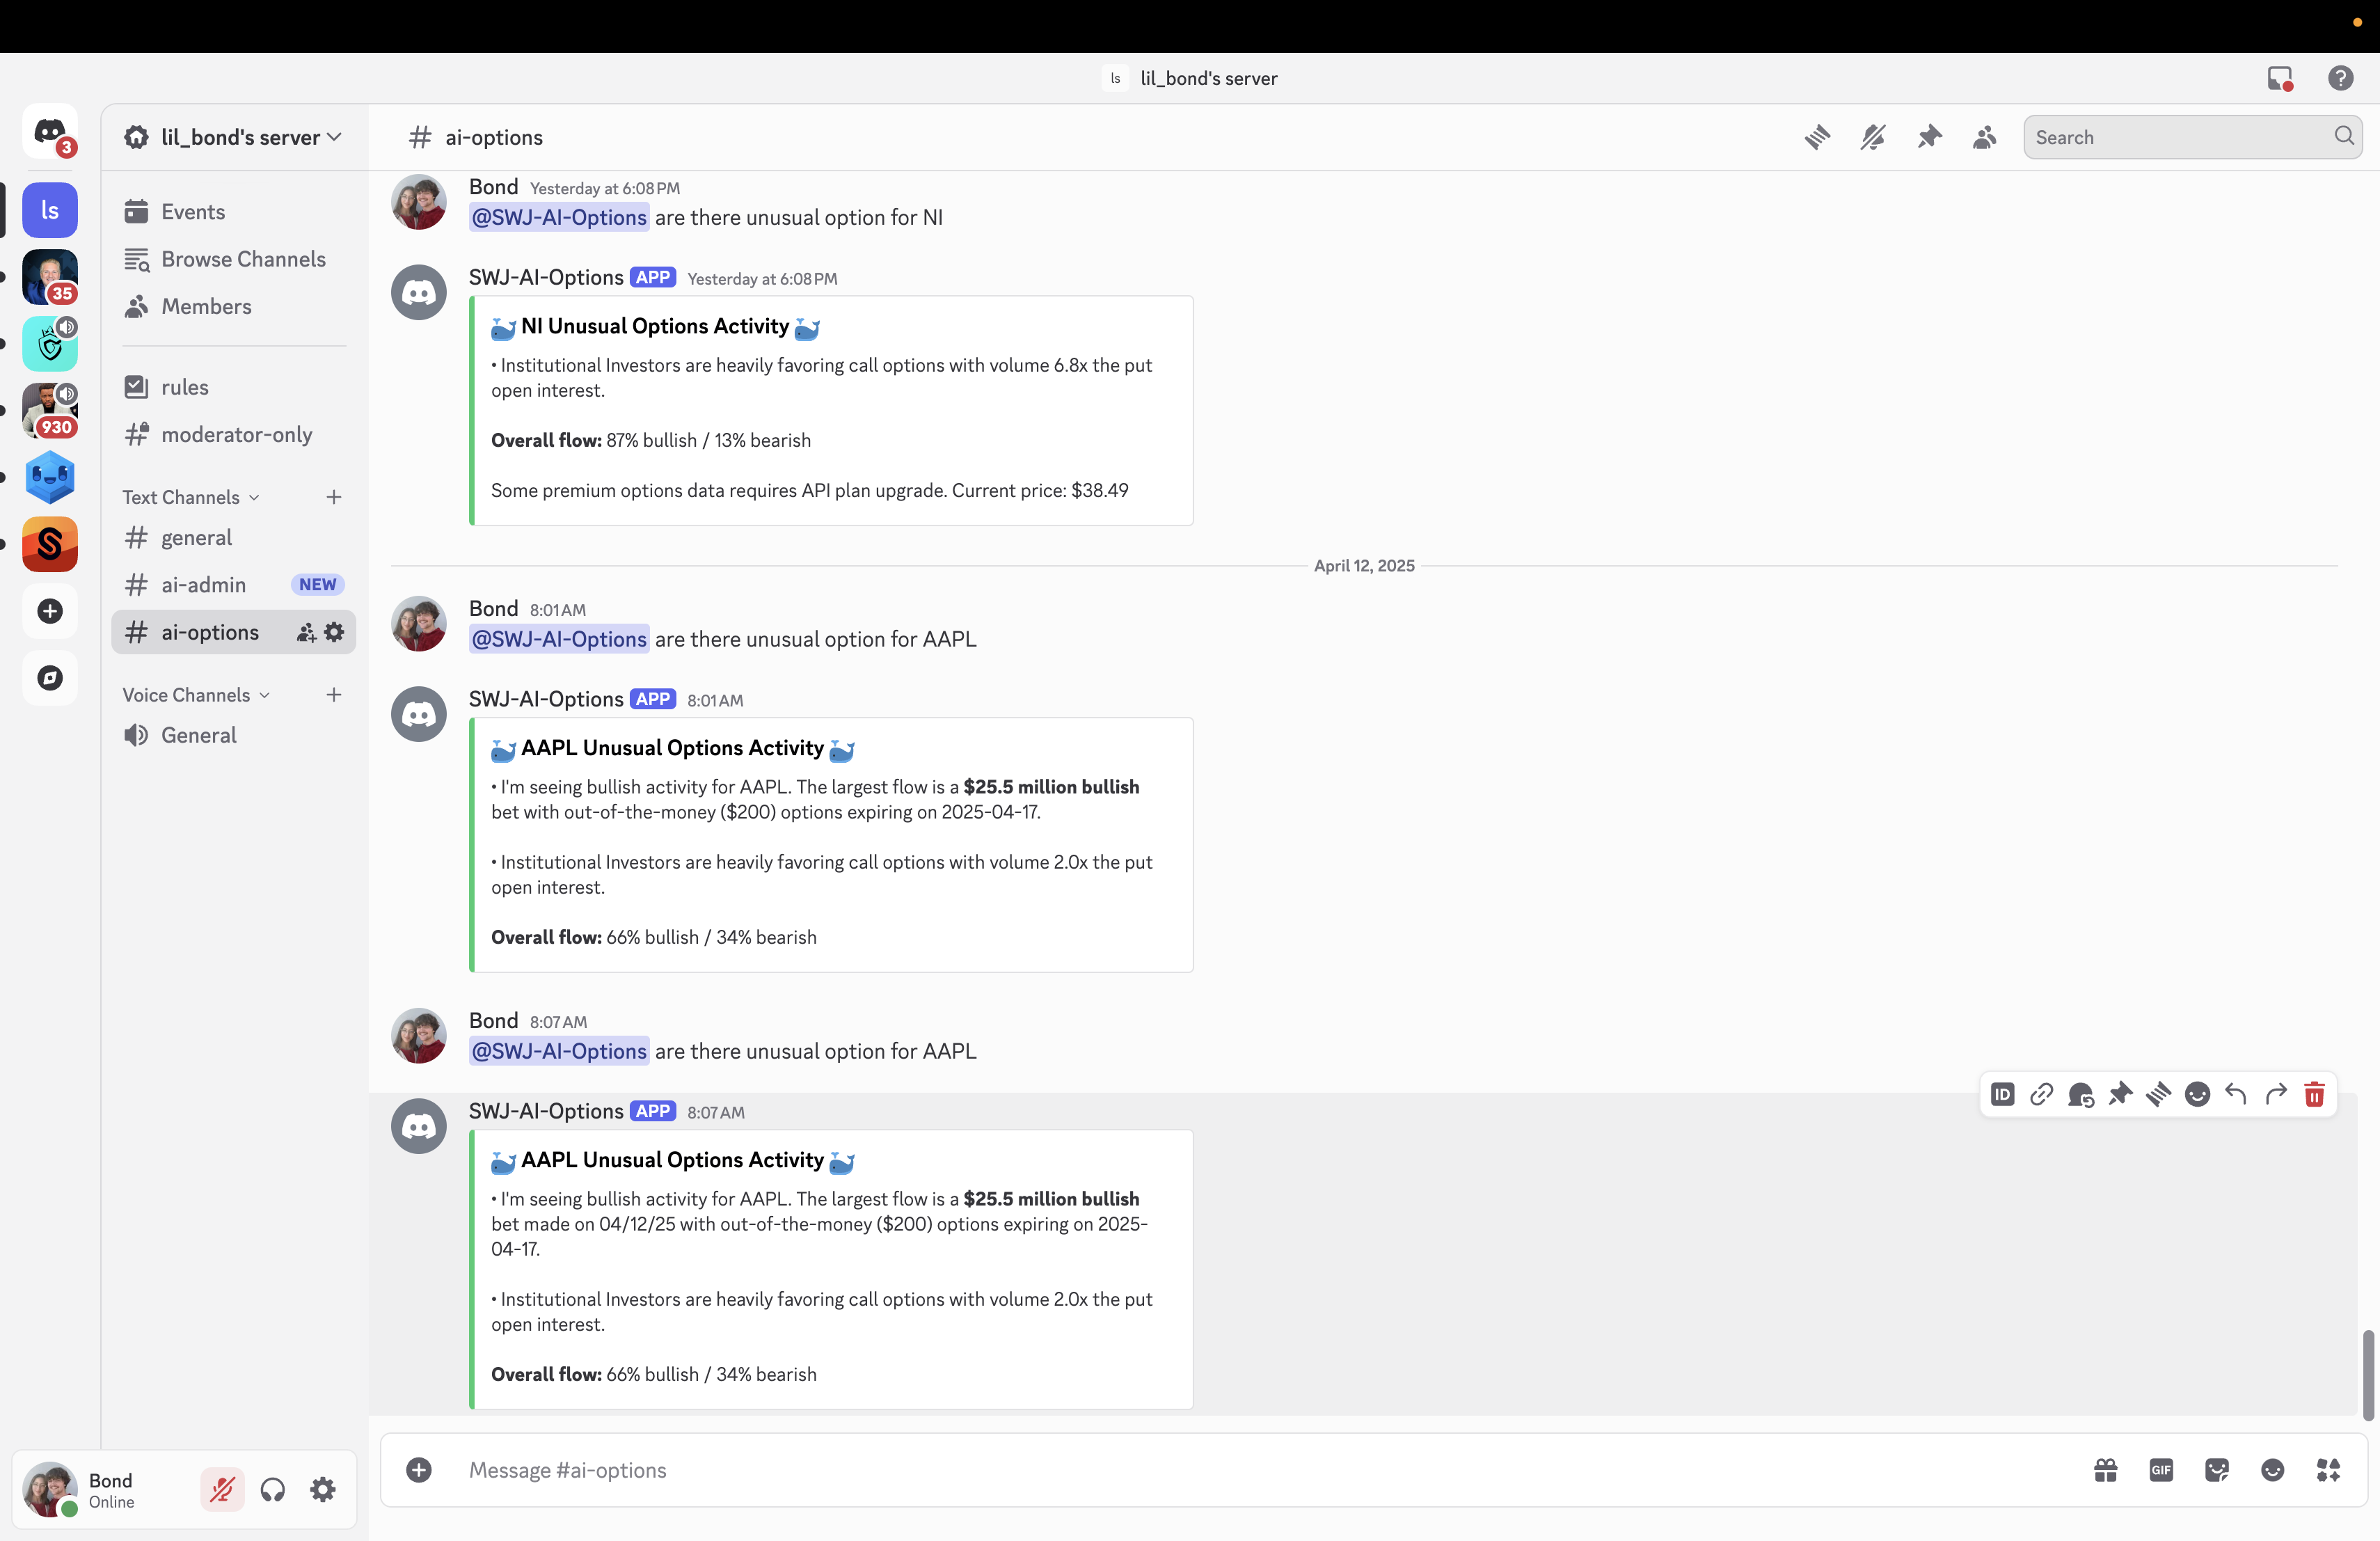 ls lil_bond's server
3
ls
35
930
lil_bond's server
Events
Browse Channels
Members
rules
moderator-only
Text Channels
general
ai-admin NEW
ai-options
Voice Channels
General
Bond
Online
ai-options
Search
Bond Yesterday at 6:08 PM
@SWJ-AI-Options are there unusual option for NI
SWJ-AI-Options APP Yesterday at 6:08 PM
🐳 NI Unusual Options Activity 🐳
• Institutional Investors are heavily favoring call options with volume 6.8x the put
open interest.
Overall flow: 87% bullish / 13% bearish
Some premium options data requires API plan upgrade. Current price: $38.49
April 12, 2025
Bond 8:01 AM
@SWJ-AI-Options are there unusual option for AAPL
SWJ-AI-Options APP 8:01 AM
🐳 AAPL Unusual Options Activity 🐳
• I'm seeing bullish activity for AAPL. The largest flow is a $25.5 million bullish
bet with out-of-the-money ($200) options expiring on 2025-04-17.
• Institutional Investors are heavily favoring call options with volume 2.0x the put
open interest.
Overall flow: 66% bullish / 34% bearish
Bond 8:07 AM
@SWJ-AI-Options are there unusual option for AAPL
ID
SWJ-AI-Options APP 8:07 AM
🐳 AAPL Unusual Options Activity 🐳
• I'm seeing bullish activity for AAPL. The largest flow is a $25.5 million bullish
bet made on 04/12/25 with out-of-the-money ($200) options expiring on 2025-
04-17.
• Institutional Investors are heavily favoring call options with volume 2.0x the put
open interest.
Overall flow: 66% bullish / 34% bearish
Message #ai-options
GIF